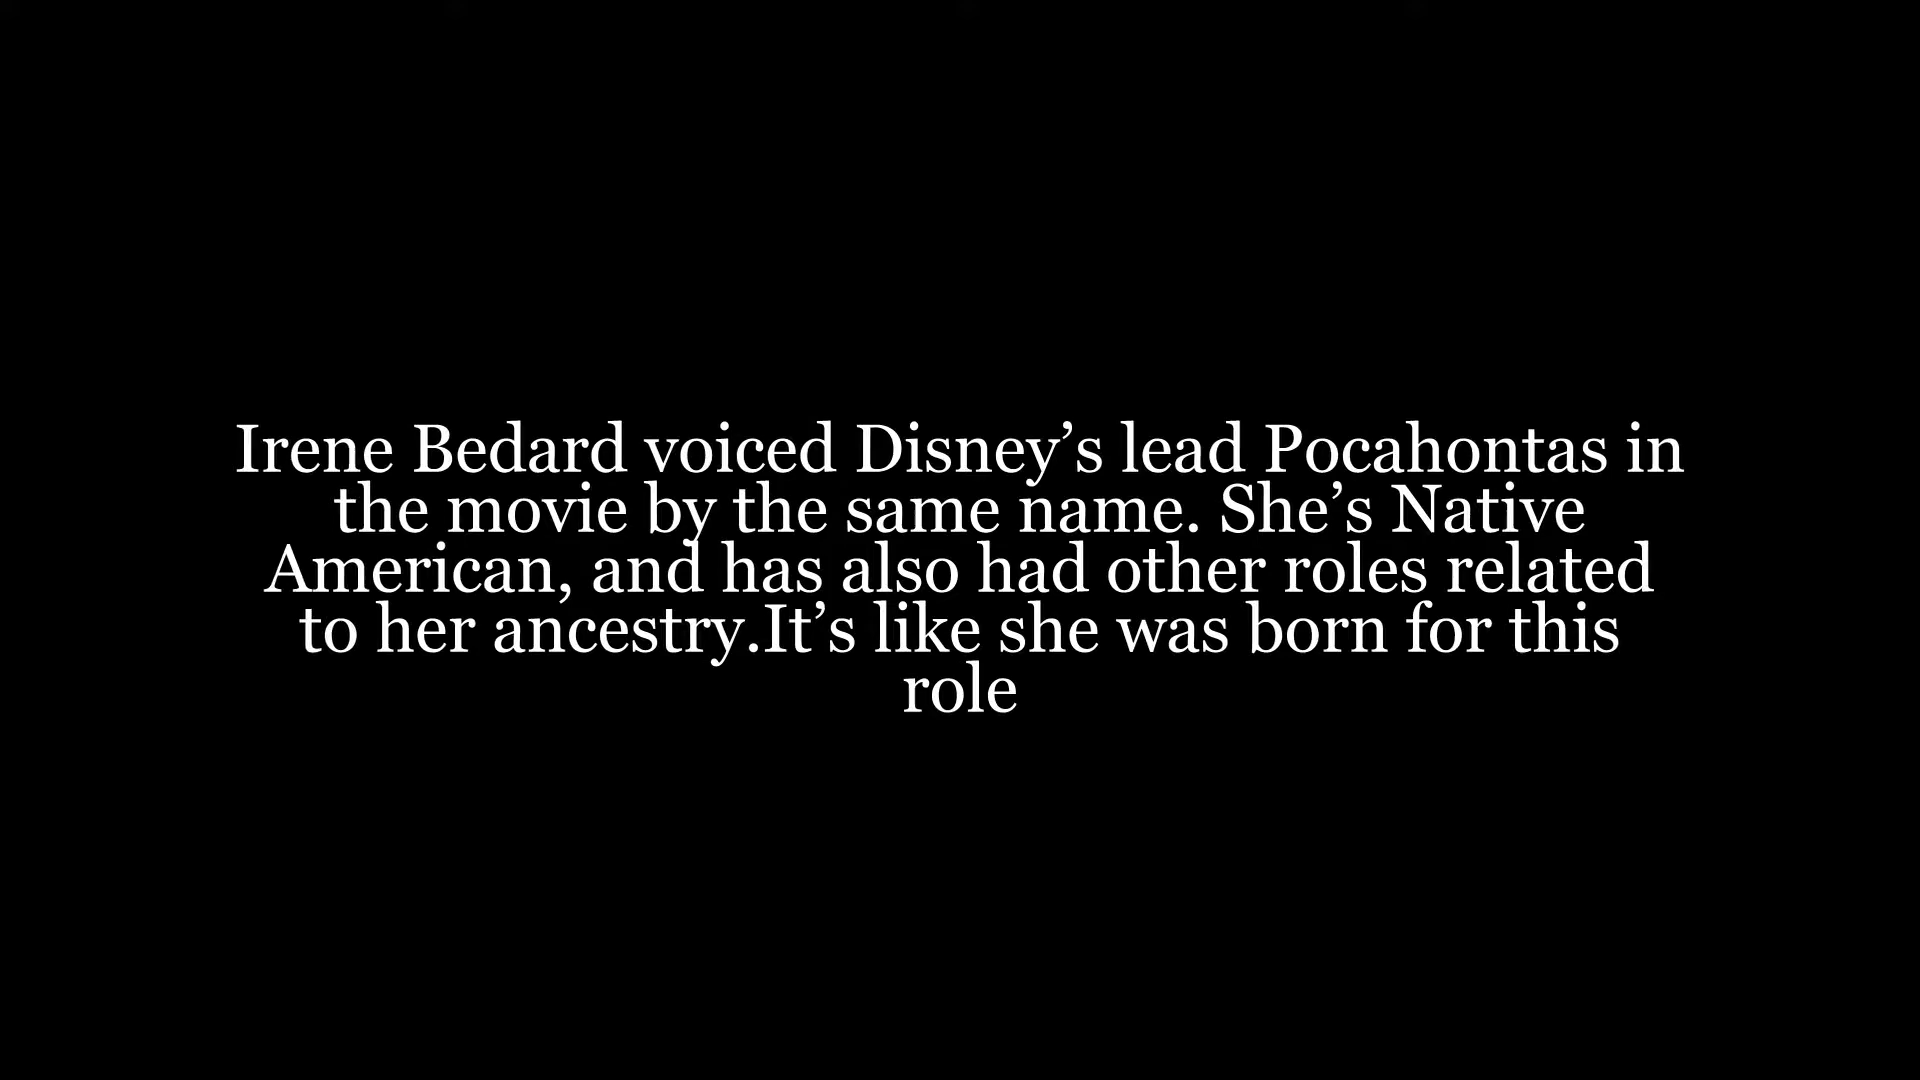 Irene Bedard voiced Disney’s lead Pocahontas in
the movie by the same name. She’s Native
American, and has also had other roles related
to her ancestry.It’s like she was born for this
role